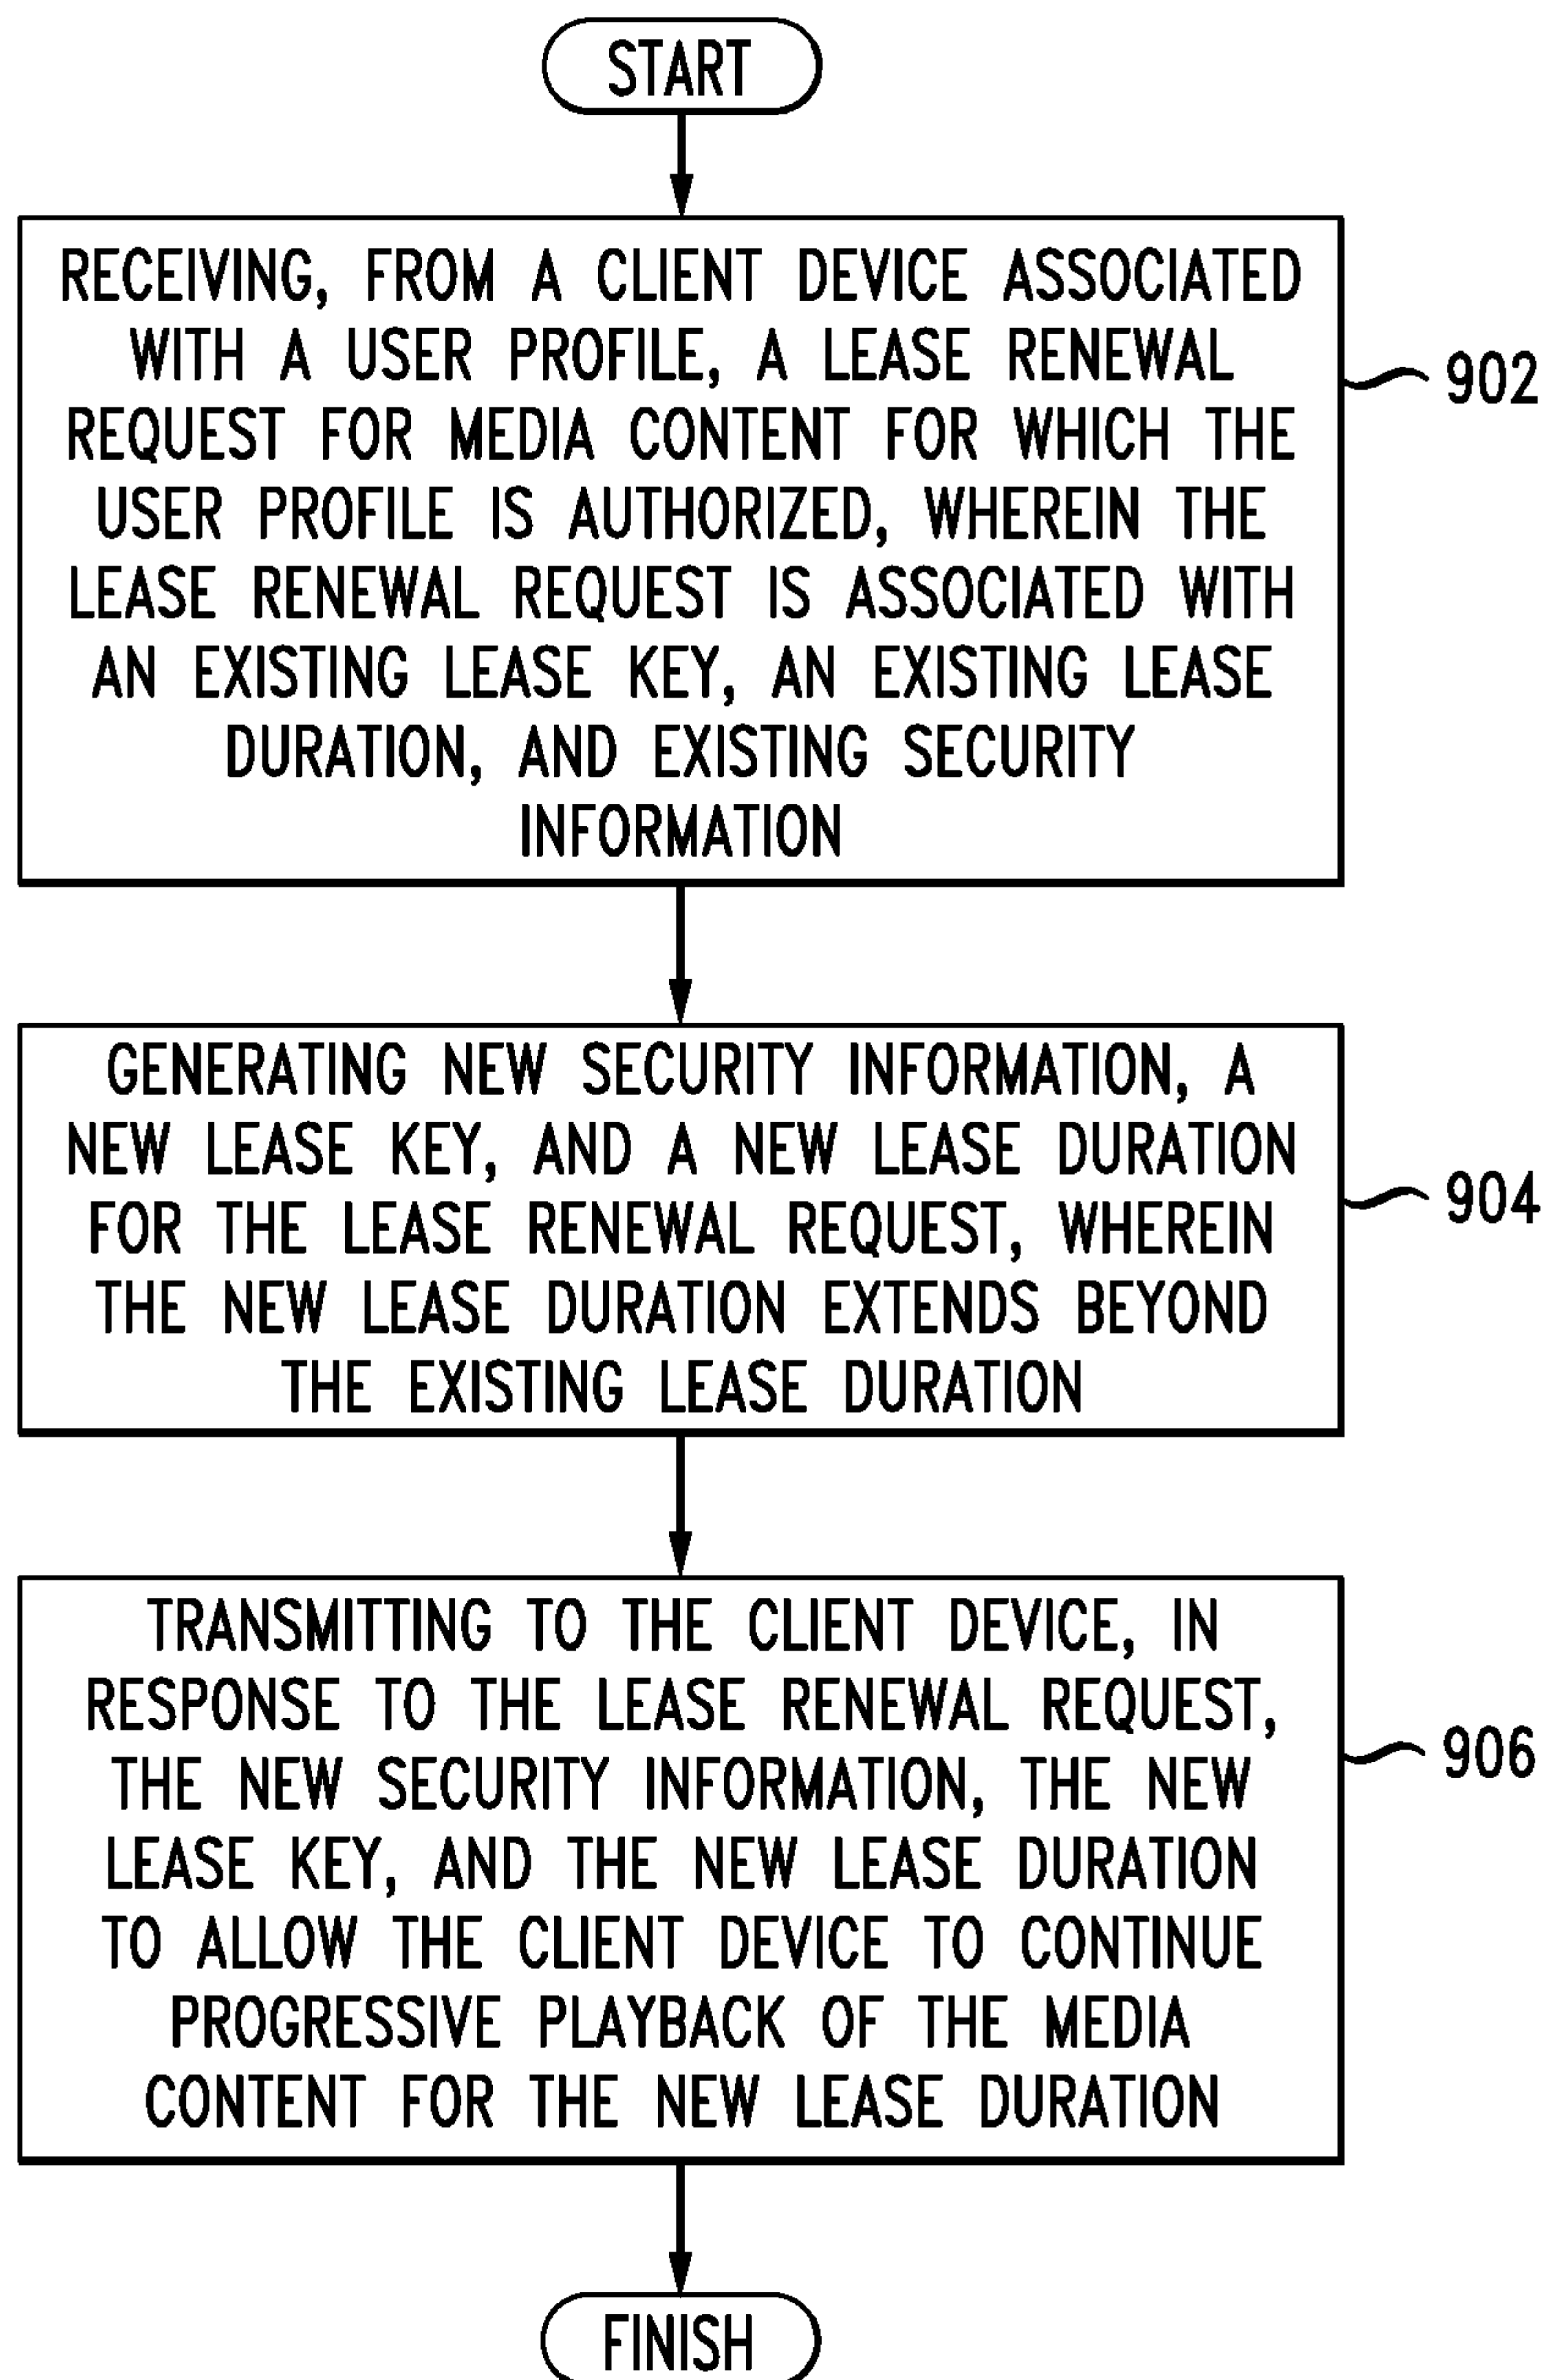 START
RECEIVING, FROM A CLIENT DEVICE ASSOCIATED
WITH A USER PROFILE, A LEASE RENEWAL
REQUEST FOR MEDIA CONTENT FOR WHICH THE
USER PROFILE IS AUTHORIZED, WHEREIN THE
LEASE RENEWAL REQUEST IS ASSOCIATED WITH
AN EXISTING LEASE KEY, AN EXISTING LEASE
DURATION, AND EXISTING SECURITY
INFORMATION
902
GENERATING NEW SECURITY INFORMATION, A
NEW LEASE KEY, AND A NEW LEASE DURATION
FOR THE LEASE RENEWAL REQUEST, WHEREIN
THE NEW LEASE DURATION EXTENDS BEYOND
THE EXISTING LEASE DURATION
904
TRANSMITTING TO THE CLIENT DEVICE, IN
RESPONSE TO THE LEASE RENEWAL REQUEST,
THE NEW SECURITY INFORMATION, THE NEW
LEASE KEY, AND THE NEW LEASE DURATION
TO ALLOW THE CLIENT DEVICE TO CONTINUE
PROGRESSIVE PLAYBACK OF THE MEDIA
CONTENT FOR THE NEW LEASE DURATION
906
FINISH